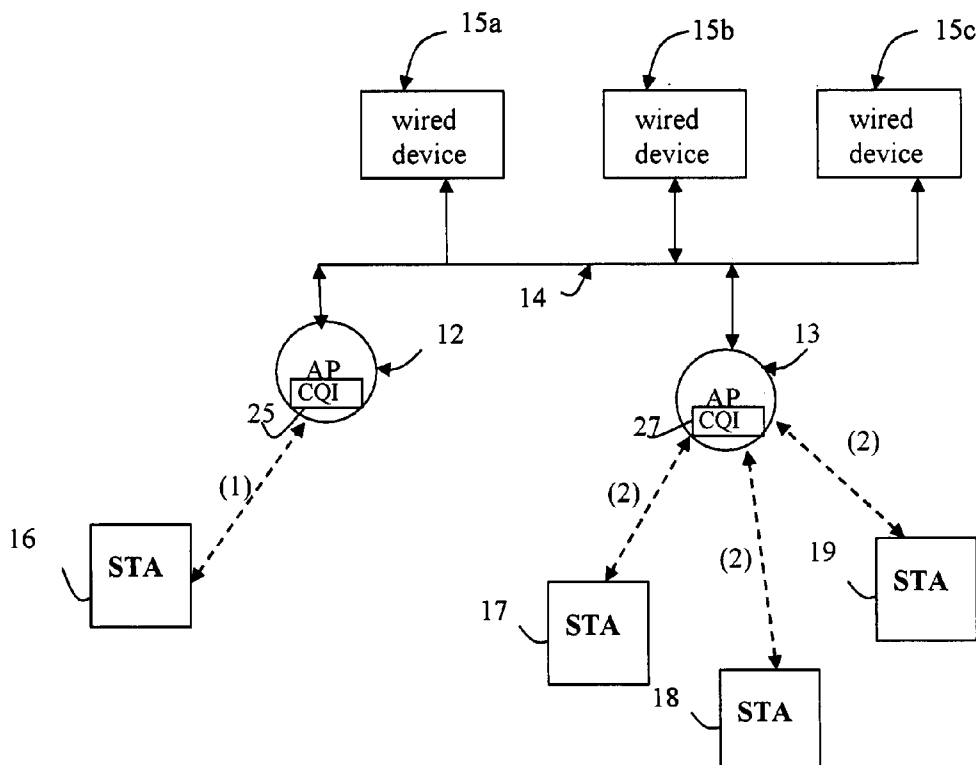 15a
15b
15c
wired
device
wired
device
wired
device
14
12
13
AP
CQI
25
AP
CQI
27
(1)
(2)
(2)
(2)
16
STA
17
STA
18
STA
19
STA